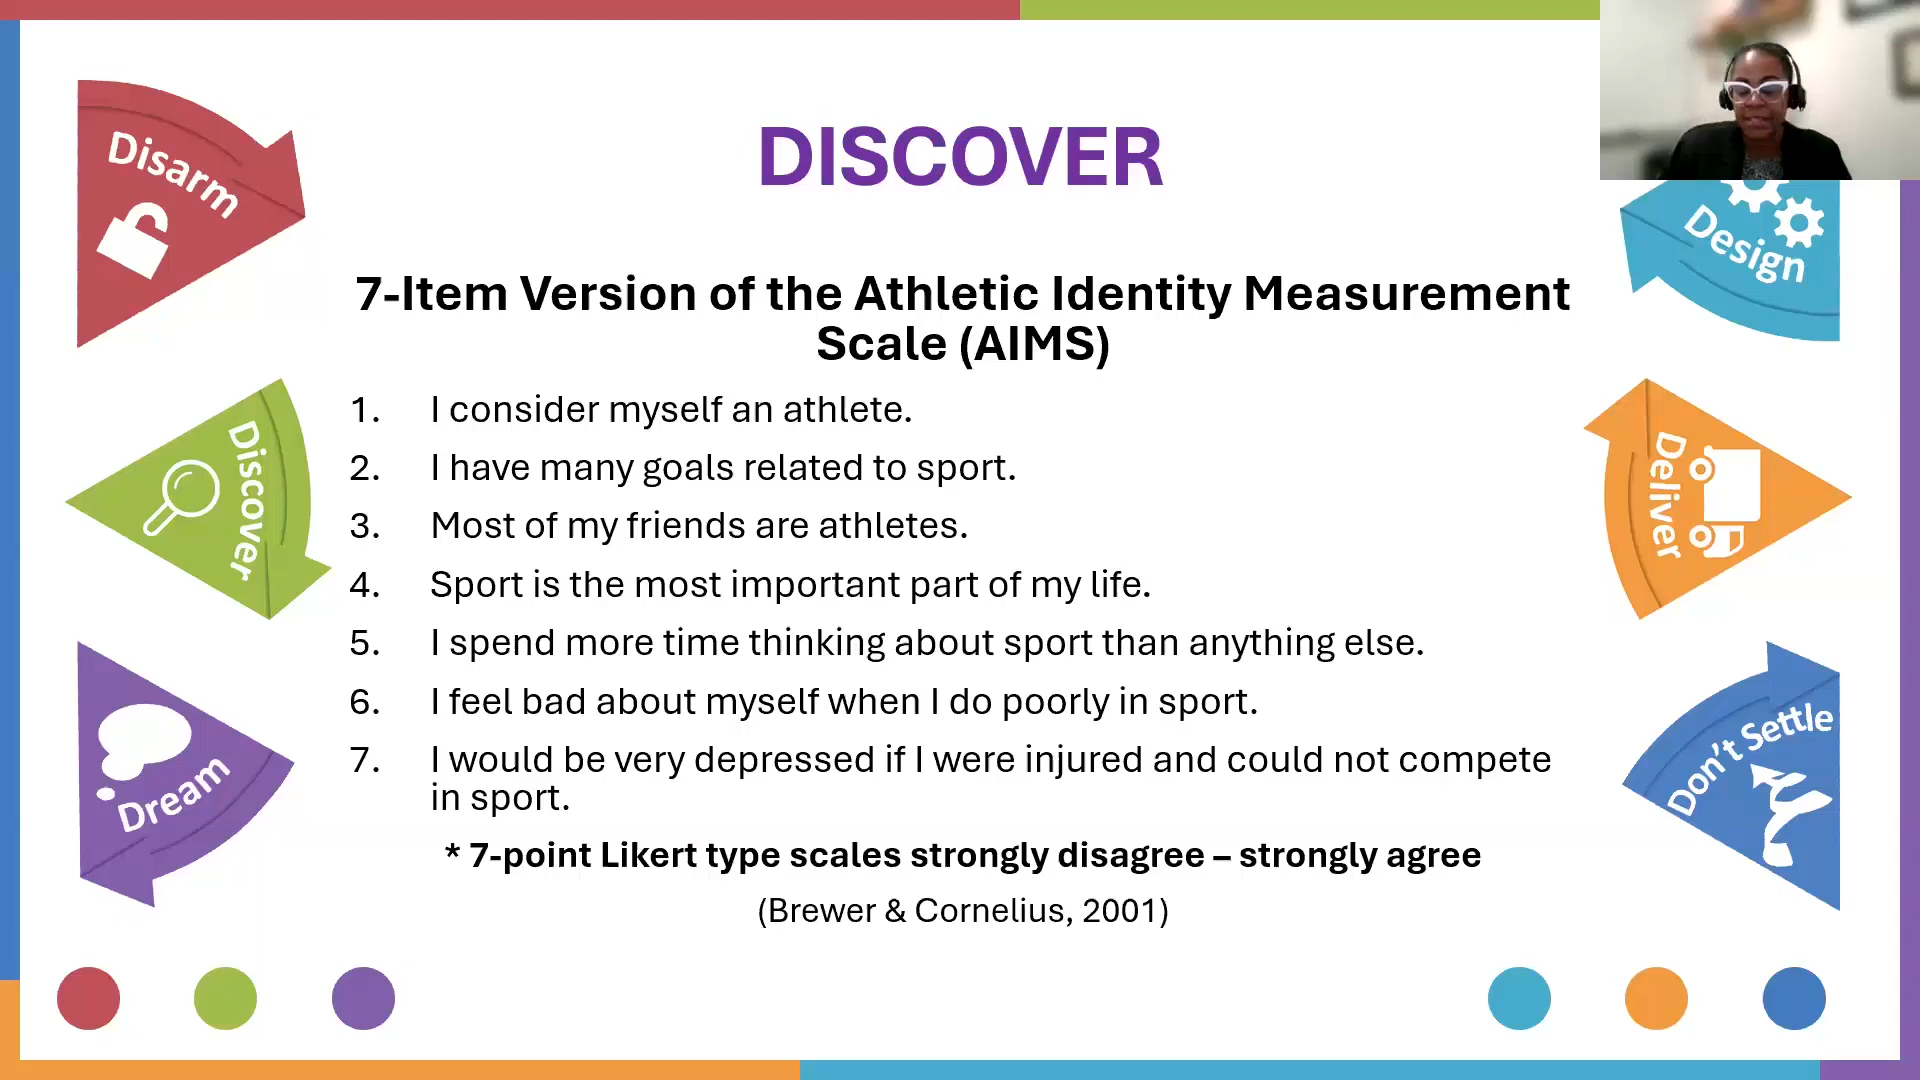 DISCOVER
Disarm
Design
7-Item Version of the Athletic Identity Measurement
Scale (AIMS)
1. I consider myself an athlete.
2. I have many goals related to sport.
3. Most of my friends are athletes.
4. Sport is the most important part of my life.
5. I spend more time thinking about sport than anything else.
6. I feel bad about myself when I do poorly in sport.
7. I would be very depressed if I were injured and could not compete
in sport.
* 7-point Likert type scales strongly disagree – strongly agree
(Brewer & Cornelius, 2001)
Discover
Deliver
Dream
Don't Settle